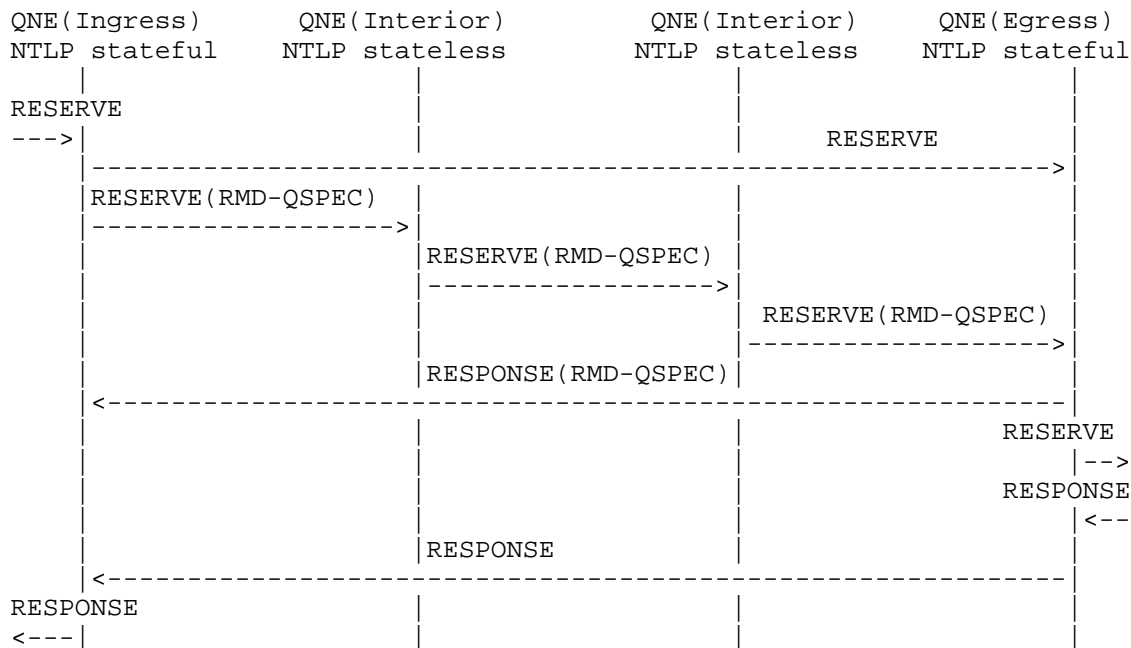 QNE(Ingress) QNE(Interior) QNE(Interior) QNE(Egress)
NTLP stateful NTLP stateless NTLP stateless NTLP stateful
RESERVE
RESERVE
RESERVE(RMD-QSPEC)
RESERVE(RMD-QSPEC)
RESERVE(RMD-QSPEC)
RESPONSE(RMD-QSPEC)
RESERVE
RESPONSE
RESPONSE
RESPONSE